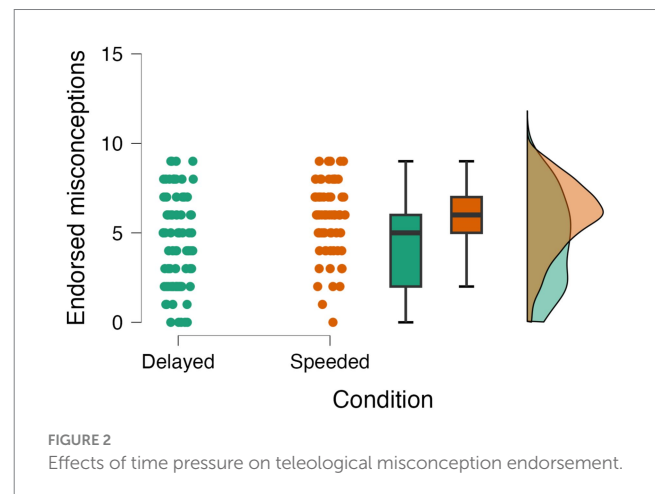 Endorsed misconceptions
15
10
5
0
Delayed
Speeded
Condition
FIGURE 2
Effects of time pressure on teleological misconception endorsement.